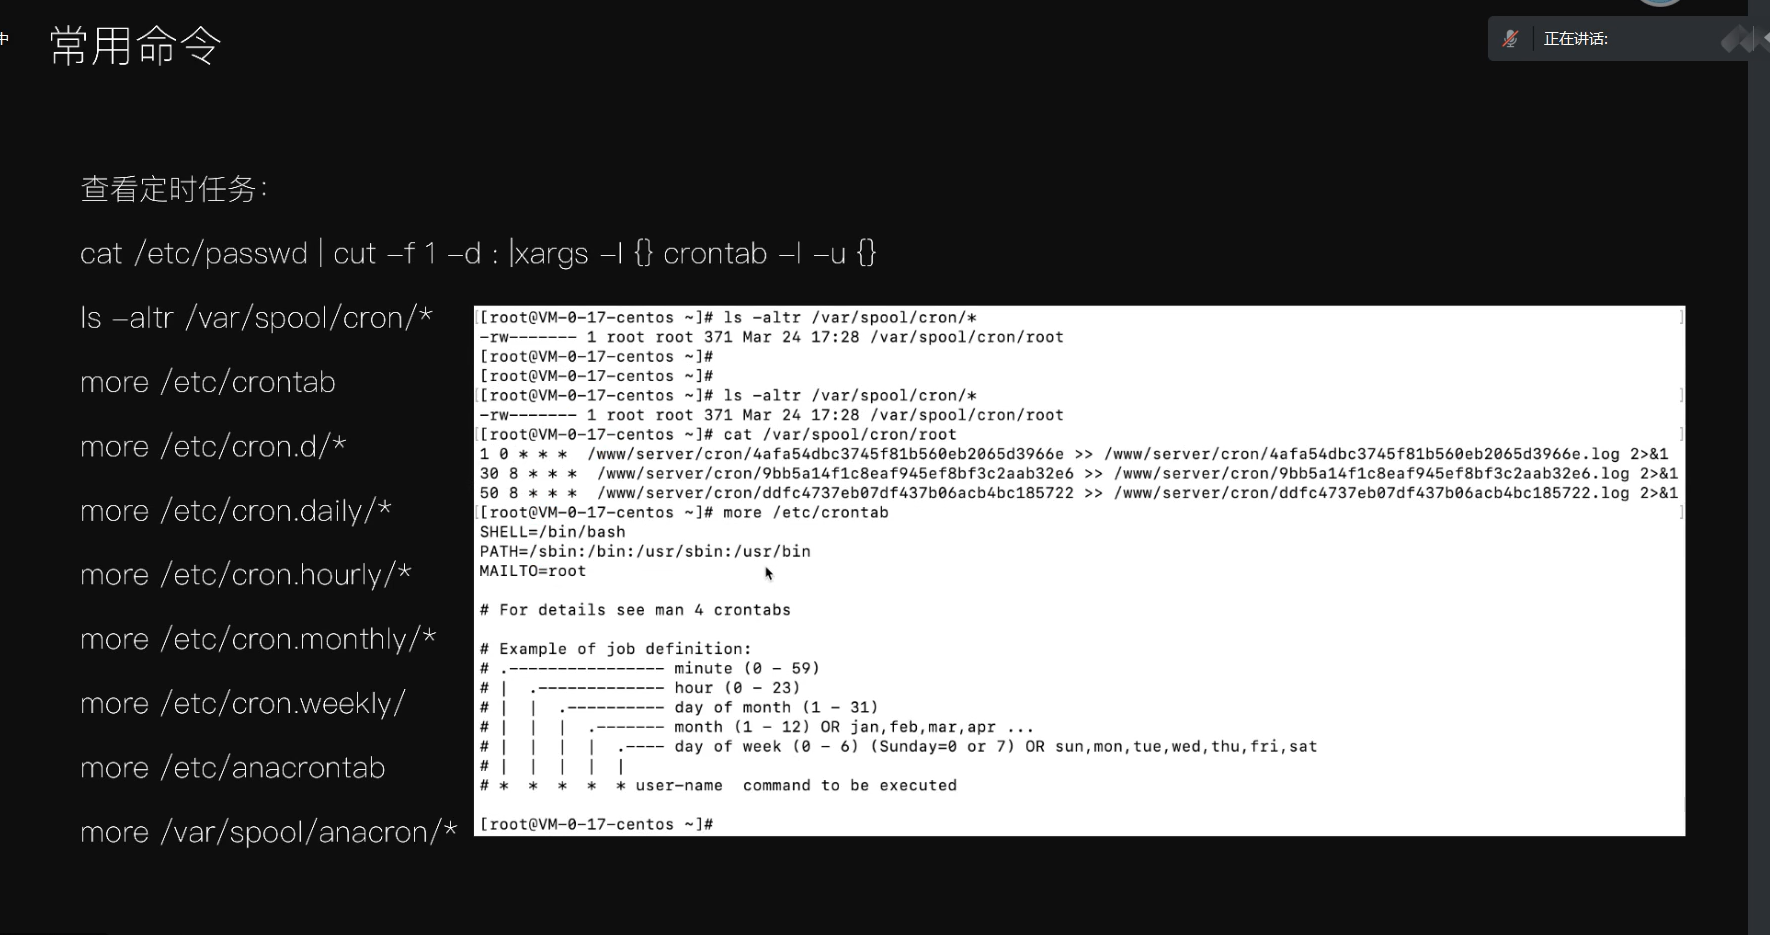 中
常用命令
正在讲话:
查看定时任务：
cat /etc/passwd | cut –f 1 –d : |xargs –I {} crontab –l –u {}
ls –altr /var/spool/cron/*
more /etc/crontab
more /etc/cron.d/*
more /etc/cron.daily/*
more /etc/cron.hourly/*
more /etc/cron.monthly/*
more /etc/cron.weekly/
more /etc/anacrontab
more /var/spool/anacron/*
[[root@VM-0-17-centos ~]# ls -altr /var/spool/cron/* ]
-rw------- 1 root root 371 Mar 24 17:28 /var/spool/cron/root
[root@VM-0-17-centos ~]#
[root@VM-0-17-centos ~]#
[[root@VM-0-17-centos ~]# ls -altr /var/spool/cron/* ]
-rw------- 1 root root 371 Mar 24 17:28 /var/spool/cron/root
[[root@VM-0-17-centos ~]# cat /var/spool/cron/root ]
1 0 * * *  /www/server/cron/4afa54dbc3745f81b560eb2065d3966e >> /www/server/cron/4afa54dbc3745f81b560eb2065d3966e.log 2>&1
30 8 * * *  /www/server/cron/9bb5a14f1c8eaf945ef8bf3c2aab32e6 >> /www/server/cron/9bb5a14f1c8eaf945ef8bf3c2aab32e6.log 2>&1
50 8 * * *  /www/server/cron/ddfc4737eb07df437b06acb4bc185722 >> /www/server/cron/ddfc4737eb07df437b06acb4bc185722.log 2>&1
[[root@VM-0-17-centos ~]# more /etc/crontab ]
SHELL=/bin/bash
PATH=/sbin:/bin:/usr/sbin:/usr/bin
MAILTO=root
# For details see man 4 crontabs
# Example of job definition:
# .---------------- minute (0 - 59)
# |  .------------- hour (0 - 23)
# |  |  .---------- day of month (1 - 31)
# |  |  |  .------- month (1 - 12) OR jan,feb,mar,apr ...
# |  |  |  |  .---- day of week (0 - 6) (Sunday=0 or 7) OR sun,mon,tue,wed,thu,fri,sat
# |  |  |  |  |
# *  *  *  *  * user-name  command to be executed
[root@VM-0-17-centos ~]#